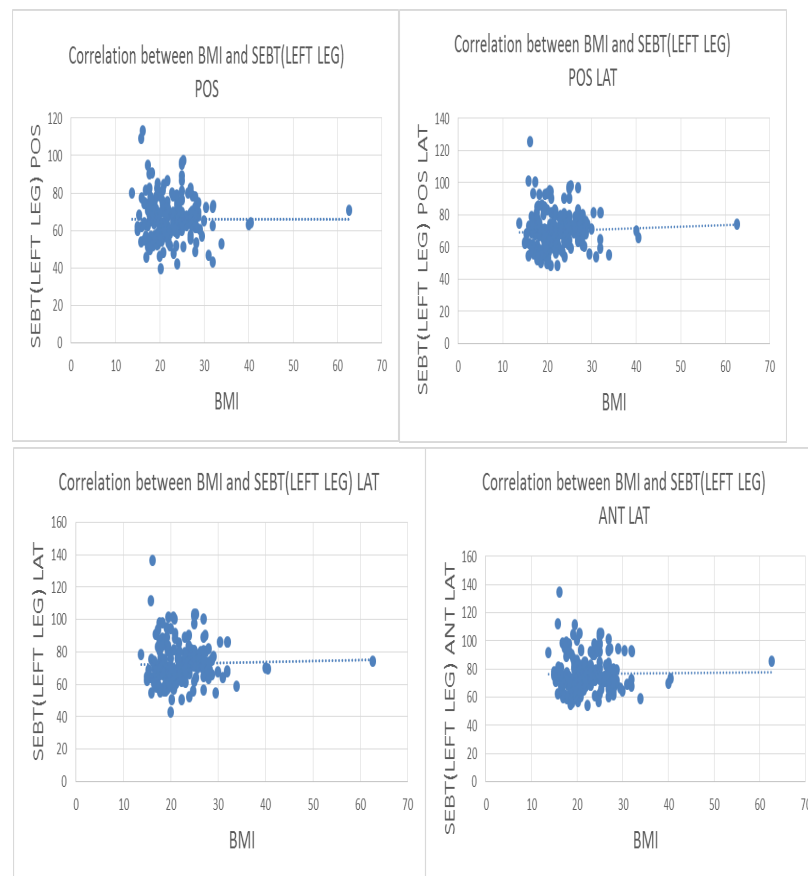 Correlation between BMI and SEBT(LEFT LEG)
POS
SEBT(LEFT LEG) POS
120
100
80
60
40
20
0
0 10 20 30 40 50 60 70
BMI
Correlation between BMI and SEBT(LEFT LEG)
POS LAT
SEBT(LEFT LEG) POS LAT
140
120
100
80
60
40
20
0
0 10 20 30 40 50 60 70
BMI
Correlation between BMI and SEBT(LEFT LEG) LAT
SEBT(LEFT LEG) LAT
160
140
120
100
80
60
40
20
0
0 10 20 30 40 50 60 70
BMI
Correlation between BMI and SEBT(LEFT LEG)
ANT LAT
SEBT(LEFT LEG) ANT LAT
160
140
120
100
80
60
40
20
0
0 10 20 30 40 50 60 70
BMI